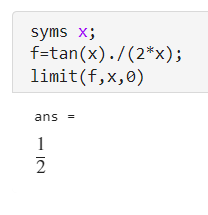 syms x;
f=tan(x)./(2*x);
limit(f,x,0)
ans =
1
2